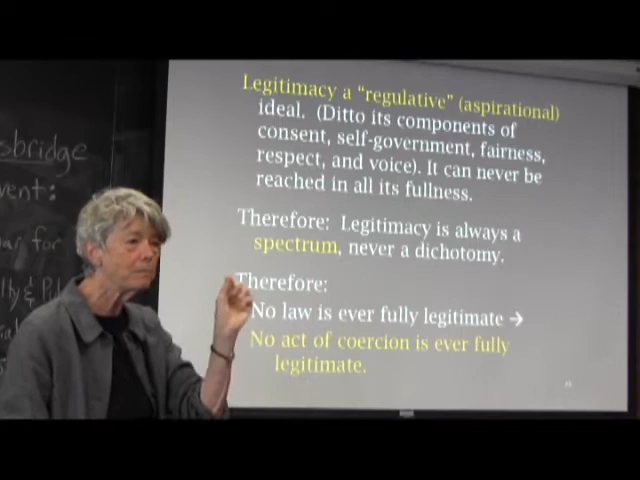 Legitimacy a “regulative” (aspirational)
ideal. (Ditto its components of
consent, self-government, fairness,
respect, and voice). It can never be
reached in all its fullness.
Therefore: Legitimacy is always a
spectrum, never a dichotomy.
Therefore:
No law is ever fully legitimate →
No act of coercion is ever fully
legitimate.
sbridge
vent:
for